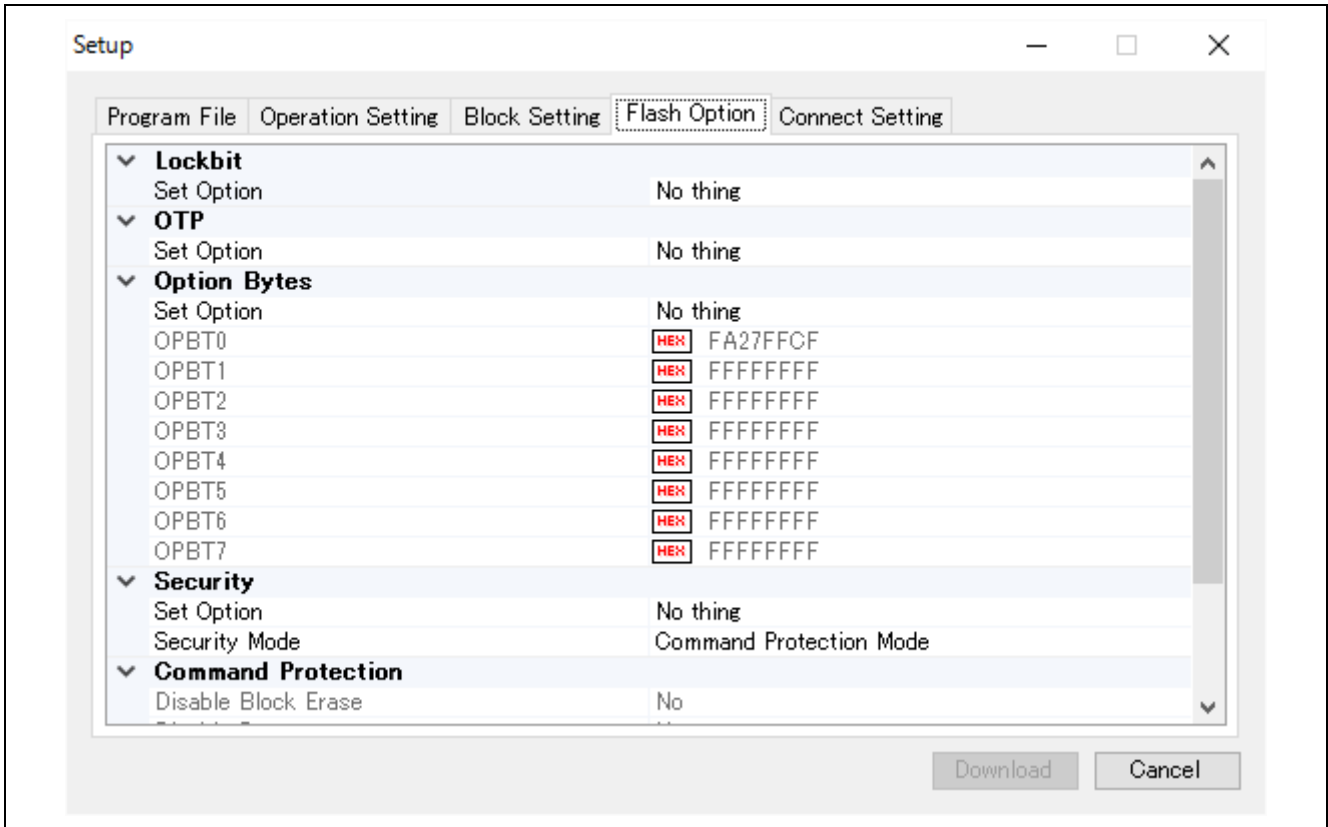 Setup
Program File Operation Setting Block Setting Flash Option Connect Setting
Lockbit
Set Option No thing
OTP
Set Option No thing
Option Bytes
Set Option No thing
OPBT0 HEX FA27FFCF
OPBT1 HEX FFFFFFFF
OPBT2 HEX FFFFFFFF
OPBT3 HEX FFFFFFFF
OPBT4 HEX FFFFFFFF
OPBT5 HEX FFFFFFFF
OPBT6 HEX FFFFFFFF
OPBT7 HEX FFFFFFFF
Security
Set Option No thing
Security Mode Command Protection Mode
Command Protection
Disable Block Erase No
Download Cancel